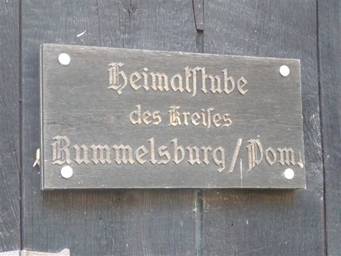 Heimatſtube
des Kreiſes
Rummelsburg/Pom.